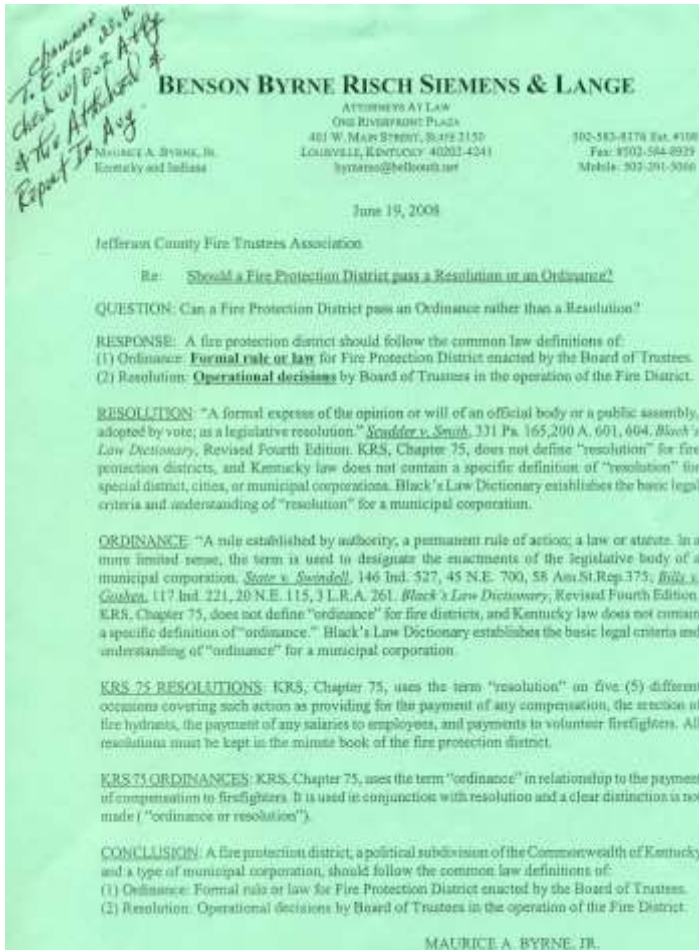 Chairman
check w/
Attached &
Report In Aug
BENSON BYRNE RISCH SIEMENS & LANGE
ATTORNEYS AT LAW
ONE RIVERFRONT PLAZA
401 W. MAIN STREET, SUITE 2150
LOUISVILLE, KENTUCKY 40202-4243
MAURICE A. BYRNE, JR.
Kentucky and Indiana
502-583-8376 Ext. #108
Mobile:
June 19, 2008
Jefferson County Fire Trustees Association
Re: Should a Fire Protection District pass a Resolution or an Ordinance?
QUESTION: Can a Fire Protection District pass an Ordinance rather than a Resolution?
RESPONSE: A fire protection district should follow the common law definitions of:
(1) Ordinance: Formal rule or law for Fire Protection District enacted by the Board of Trustees.
(2) Resolution: Operational decisions by Board of Trustees in the operation of the Fire District.
RESOLUTION: "A formal express of the opinion or will of an official body or a public assembly,
adopted by vote; as a legislative resolution." Scudder v. Smith, 331 Pa. 165,200 A. 601, 604. Black's
Law Dictionary, Revised Fourth Edition. KRS, Chapter 75, does not define "resolution" for fire
protection districts, and Kentucky law does not contain a specific definition of "resolution" for
special district, cities, or municipal corporations. Black's Law Dictionary establishes the basic legal
criteria and understanding of "resolution" for a municipal corporation.
ORDINANCE: "A rule established by authority; a permanent rule of action; a law or statute. In a
more limited sense, the term is used to designate the enactments of the legislative body of a
municipal corporation. State v. Swindell, 146 Ind. 527, 45 N.E. 700, 58 Am.St.Rep.375; Bills v.
Goshen, 117 Ind. 221, 20 N.E. 115, 3 L.R.A. 261. Black's Law Dictionary, Revised Fourth Edition.
KRS, Chapter 75, does not define "ordinance" for fire districts, and Kentucky law does not contain
a specific definition of "ordinance." Black's Law Dictionary establishes the basic legal criteria and
understanding of "ordinance" for a municipal corporation.
KRS 75 RESOLUTIONS: KRS, Chapter 75, uses the term "resolution" on five (5) different
occasions covering such action as providing for the payment of any compensation, the erection of
fire hydrants, the payment of any salaries to employees, and payments to volunteer firefighters. All
resolutions must be kept in the minute book of the fire protection district.
KRS 75 ORDINANCES: KRS, Chapter 75, uses the term "ordinance" in relationship to the payment
of compensation to firefighters. It is used in conjunction with resolution and a clear distinction is not
made ( "ordinance or resolution").
CONCLUSION: A fire protection district, a political subdivision of the Commonwealth of Kentucky
and a type of municipal corporation, should follow the common law definitions of:
(1) Ordinance: Formal rule or law for Fire Protection District enacted by the Board of Trustees.
(2) Resolution: Operational decisions by Board of Trustees in the operation of the Fire District.
MAURICE A. BYRNE, JR.